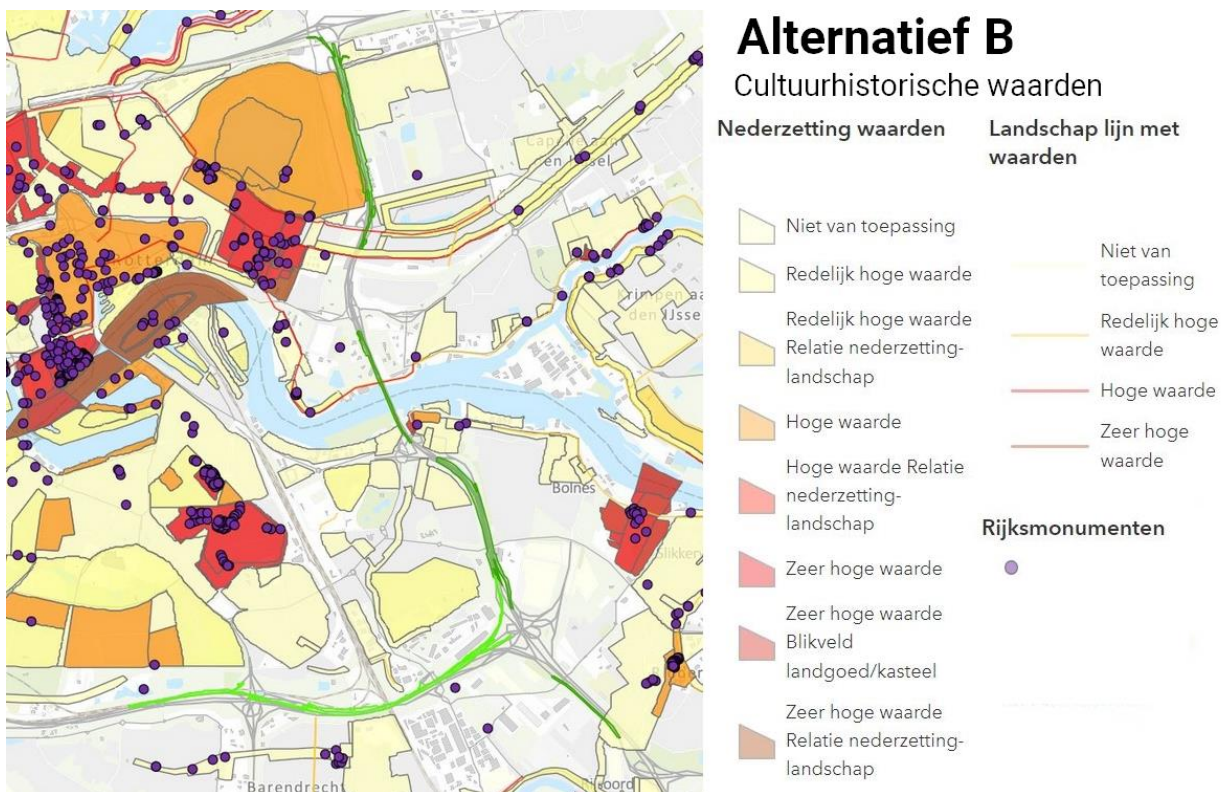 Alternatief B
Cultuurhistorische waarden
Nederzetting waarden
Niet van toepassing
Redelijk hoge waarde
Redelijk hoge waarde
Relatie nederzetting-
landschap
Hoge waarde
Hoge waarde Relatie
nederzetting-
landschap
Zeer hoge waarde
Zeer hoge waarde
Blikveld
landgoed/kasteel
Zeer hoge waarde
Relatie nederzetting-
landschap
Landschap lijn met
waarden
Niet van
toepassing
Redelijk hoge
waarde
Hoge waarde
Zeer hoge
waarde
Rijksmonumenten
den IJssel
Bolnes
Barendrecht